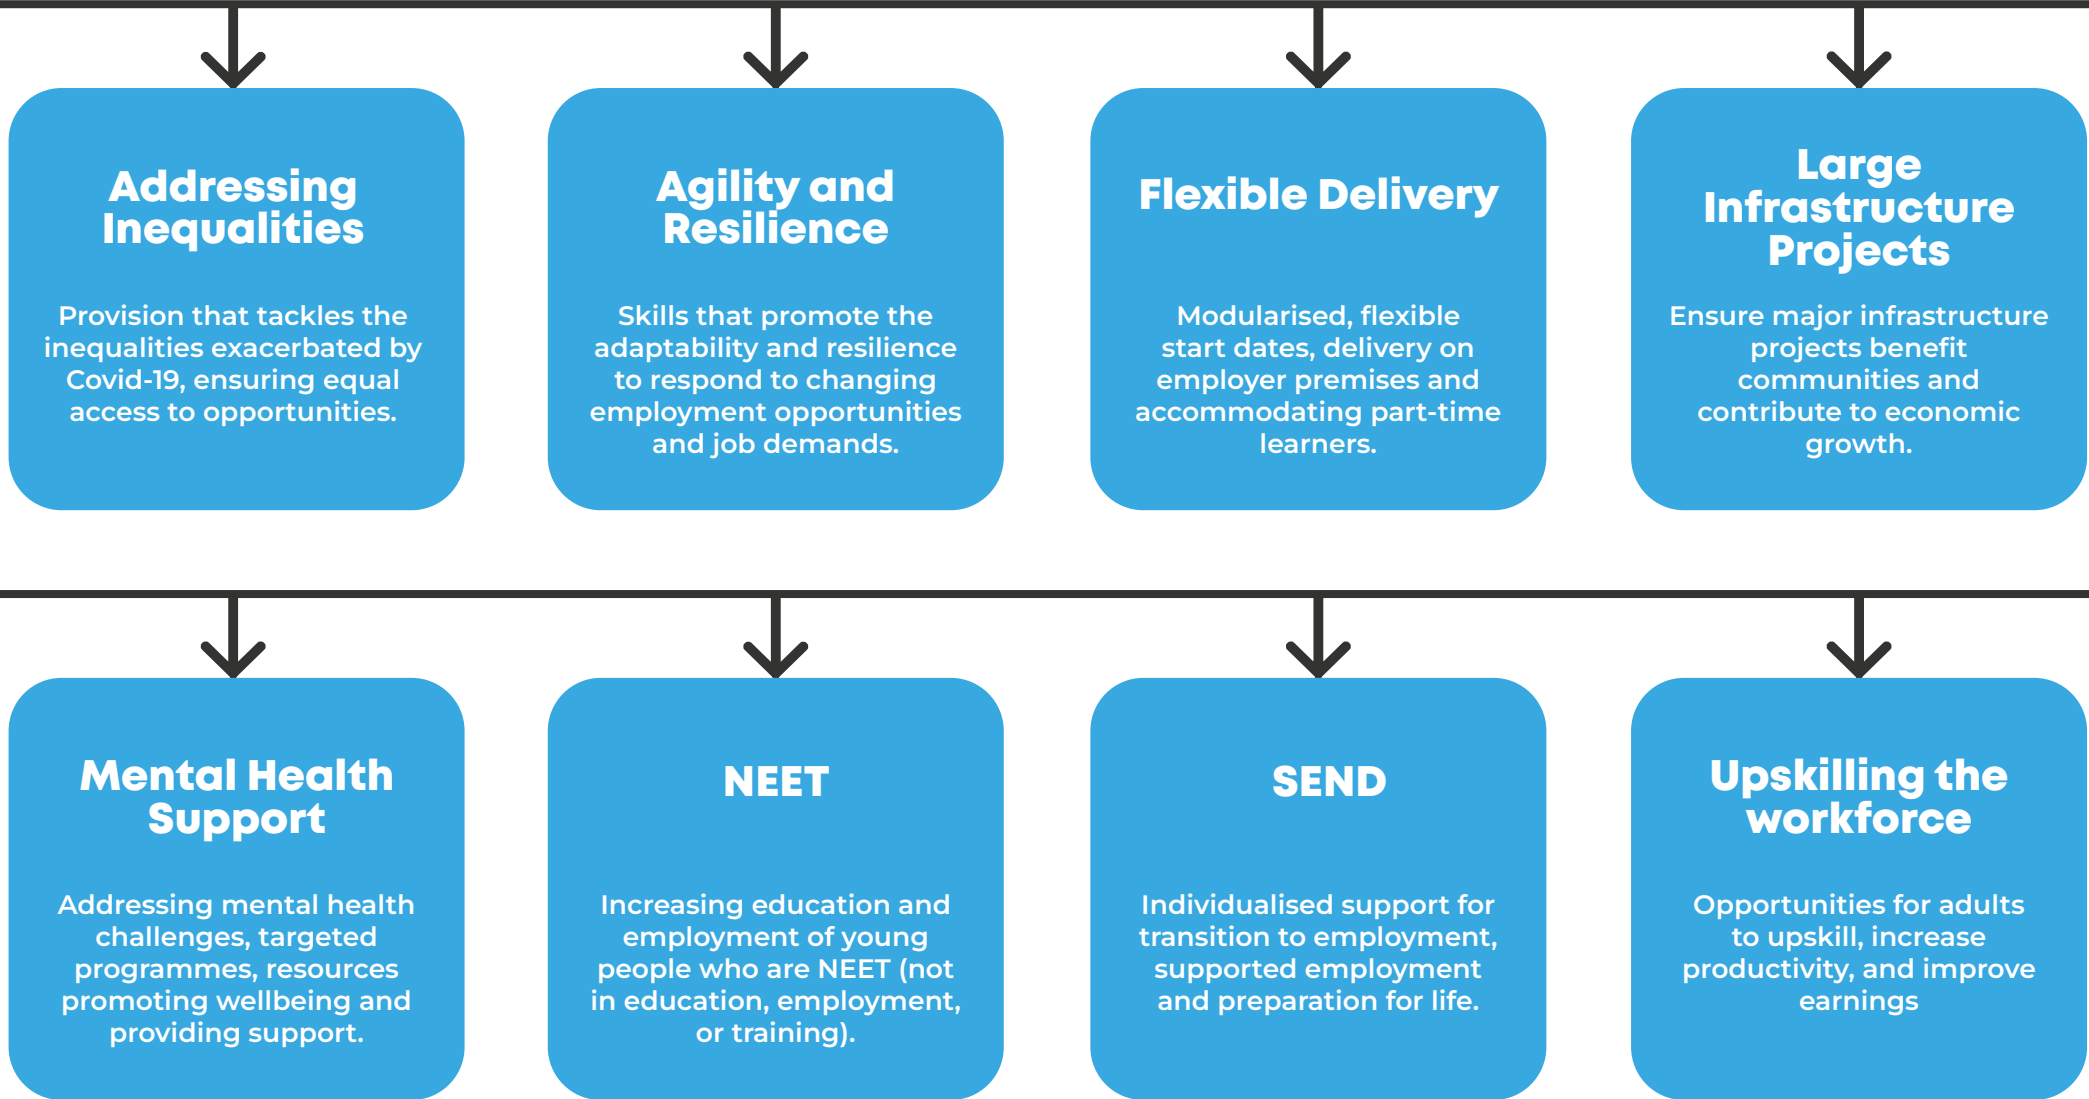 Addressing
Inequalities
Provision that tackles the
inequalities exacerbated by
Covid-19, ensuring equal
access to opportunities.
Agility and
Resilience
Skills that promote the
adaptability and resilience
to respond to changing
employment opportunities
and job demands.
Flexible Delivery
Modularised, flexible
start dates, delivery on
employer premises and
accommodating part-time
learners.
Large
Infrastructure
Projects
Ensure major infrastructure
projects benefit
communities and
contribute to economic
growth.
Mental Health
Support
Addressing mental health
challenges, targeted
programmes, resources
promoting wellbeing and
providing support.
NEET
Increasing education and
employment of young
people who are NEET (not
in education, employment,
or training).
SEND
Individualised support for
transition to employment,
supported employment
and preparation for life.
Upskilling the
workforce
Opportunities for adults
to upskill, increase
productivity, and improve
earnings